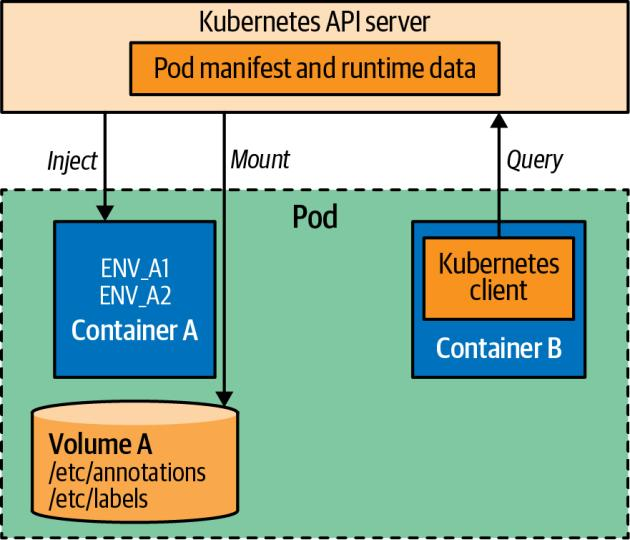 Kubernetes API server
Pod manifest and runtime data
Inject
Mount
Query
Pod
ENV_A1
ENV_A2
Container A
Kubernetes
client
Container B
Volume A
/etc/annotations
/etc/labels